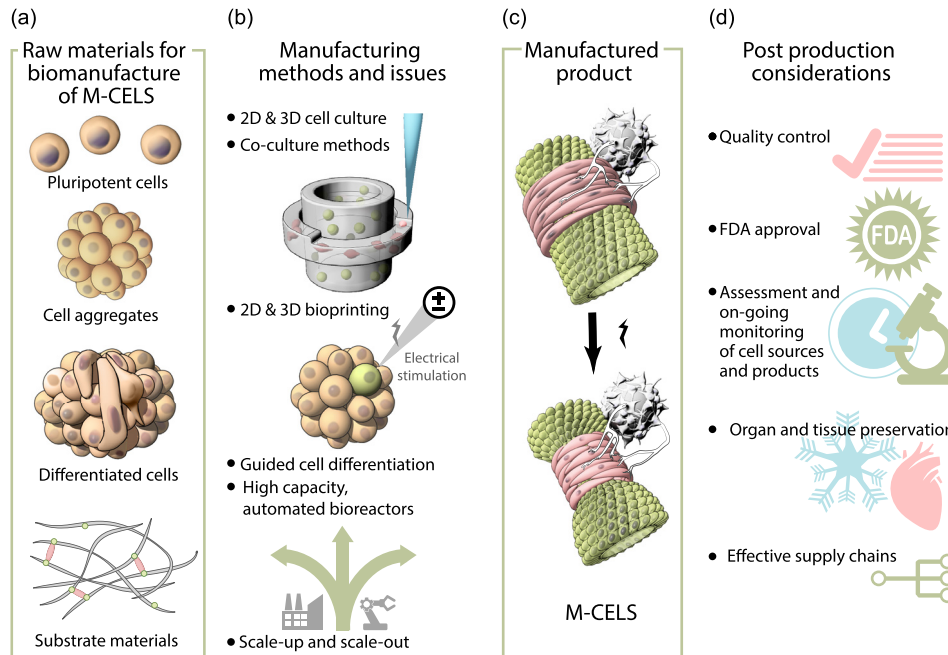 (a)
Raw materials for
biomanufacture
of M-CELS
Pluripotent cells
Cell aggregates
Differentiated cells
Substrate materials
(b)
Manufacturing
methods and issues
• 2D & 3D cell culture
• Co-culture methods
• 2D & 3D bioprinting
±
Electrical
stimulation
• Guided cell differentiation
• High capacity,
automated bioreactors
• Scale-up and scale-out
(c)
Manufactured
product
M-CELS
(d)
Post production
considerations
• Quality control
• FDA approval
FDA
• Assessment and
on-going
monitoring
of cell sources
and products
• Organ and tissue preservation
• Effective supply chains